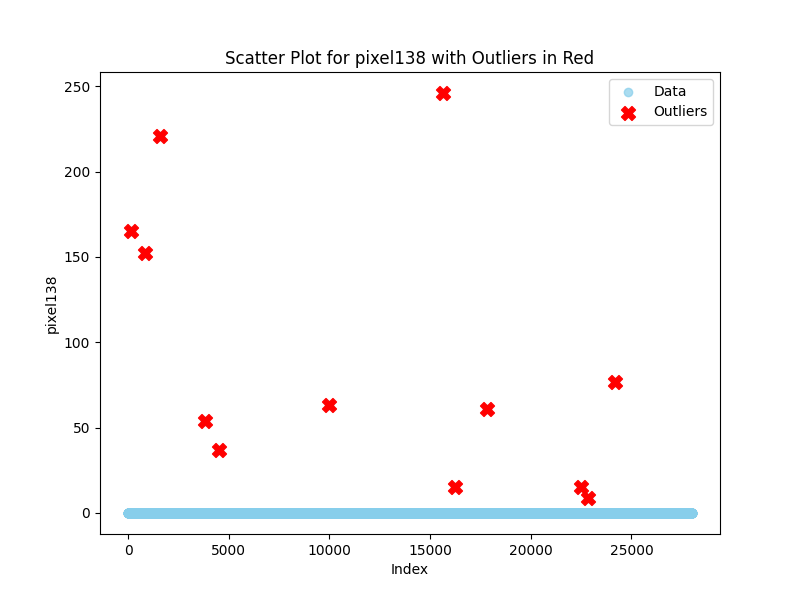 Scatter Plot for pixel138 with Outliers in Red
Data
Outliers
250
200
150
100
50
0
pixel138
0 5000 10000 15000 20000 25000
Index